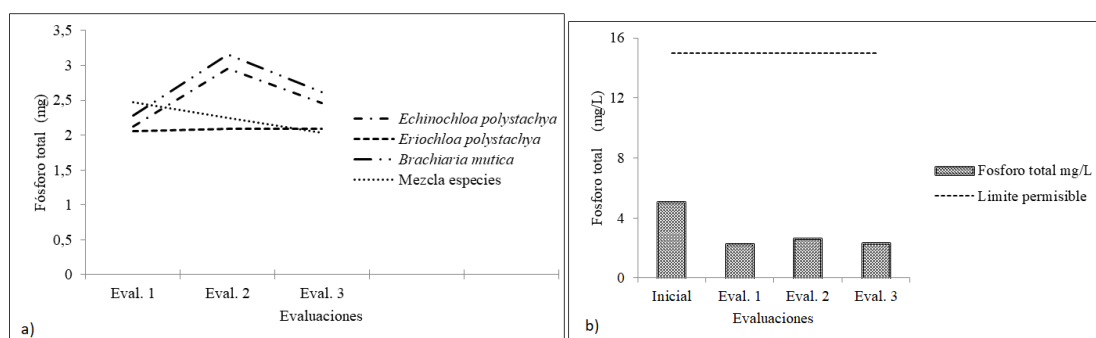 3,5
3
2,5
2
1,5
1
0,5
0
Fósforo total (mg)
Eval. 1 Eval. 2 Eval. 3
Evaluaciones
Echinochloa polystachya
Eriochloa polystachya
Brachiaria mutica
Mezcla especies
a)
16
12
8
4
0
Fosforo total (mg/L)
Inicial Eval. 1 Eval. 2 Eval. 3
Evaluaciones
Fosforo total mg/L
Limite permisible
b)